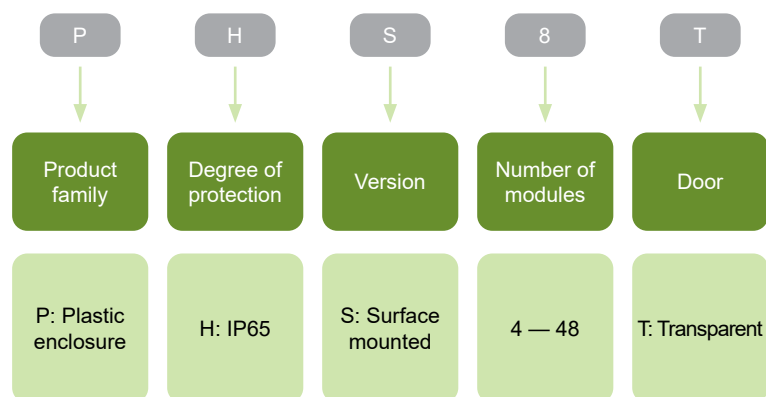 P H S 8 T
Product family
Degree of protection
Version
Number of modules
Door
P: Plastic enclosure
H: IP65
S: Surface mounted
4 — 48
T: Transparent